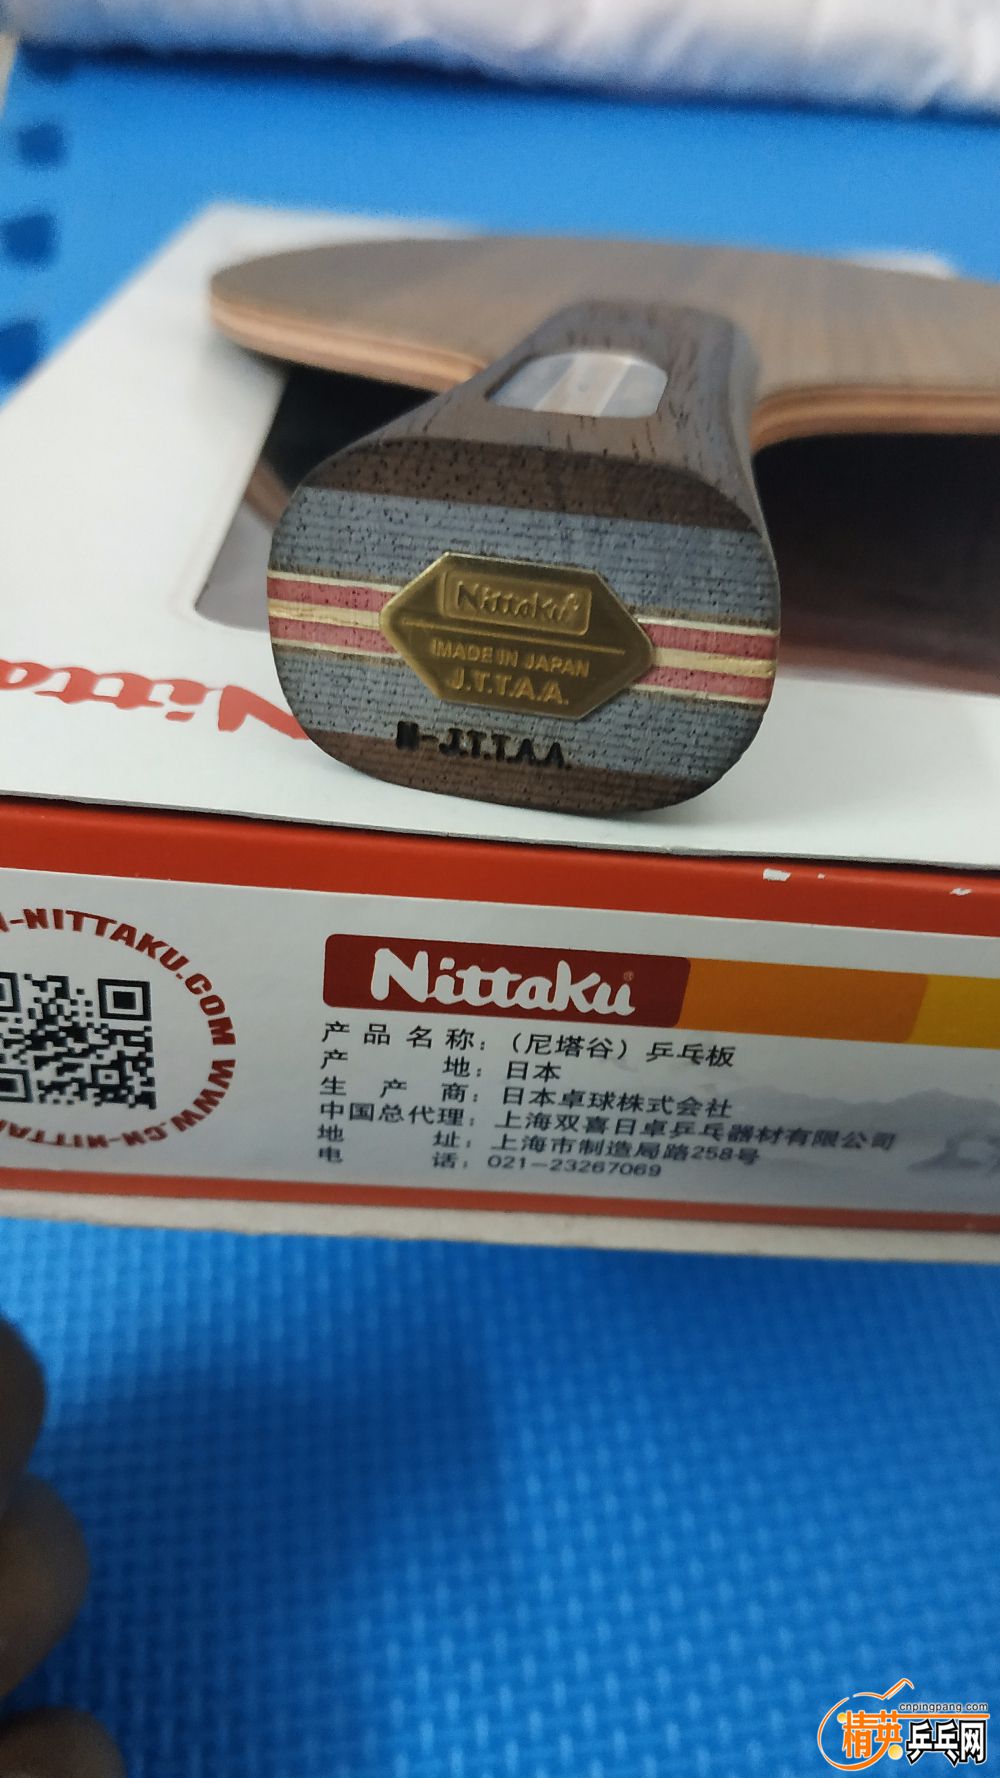 Nittaku
MADE IN JAPAN
J.T.T.A.A.
N-J.T.T.A.A.
Nitta
N-NITTAKU.COM WWW.CN-NITTA
Nittaku®
产品名称：（尼塔谷）乒乓板
产地：日本
生产商：日本卓球株式会社
中国总代理：上海双喜日卓乒乓器材有限公司
地址：上海市制造局路258号
电话：021-23267069
cnpingpang.com
精英乒乓网